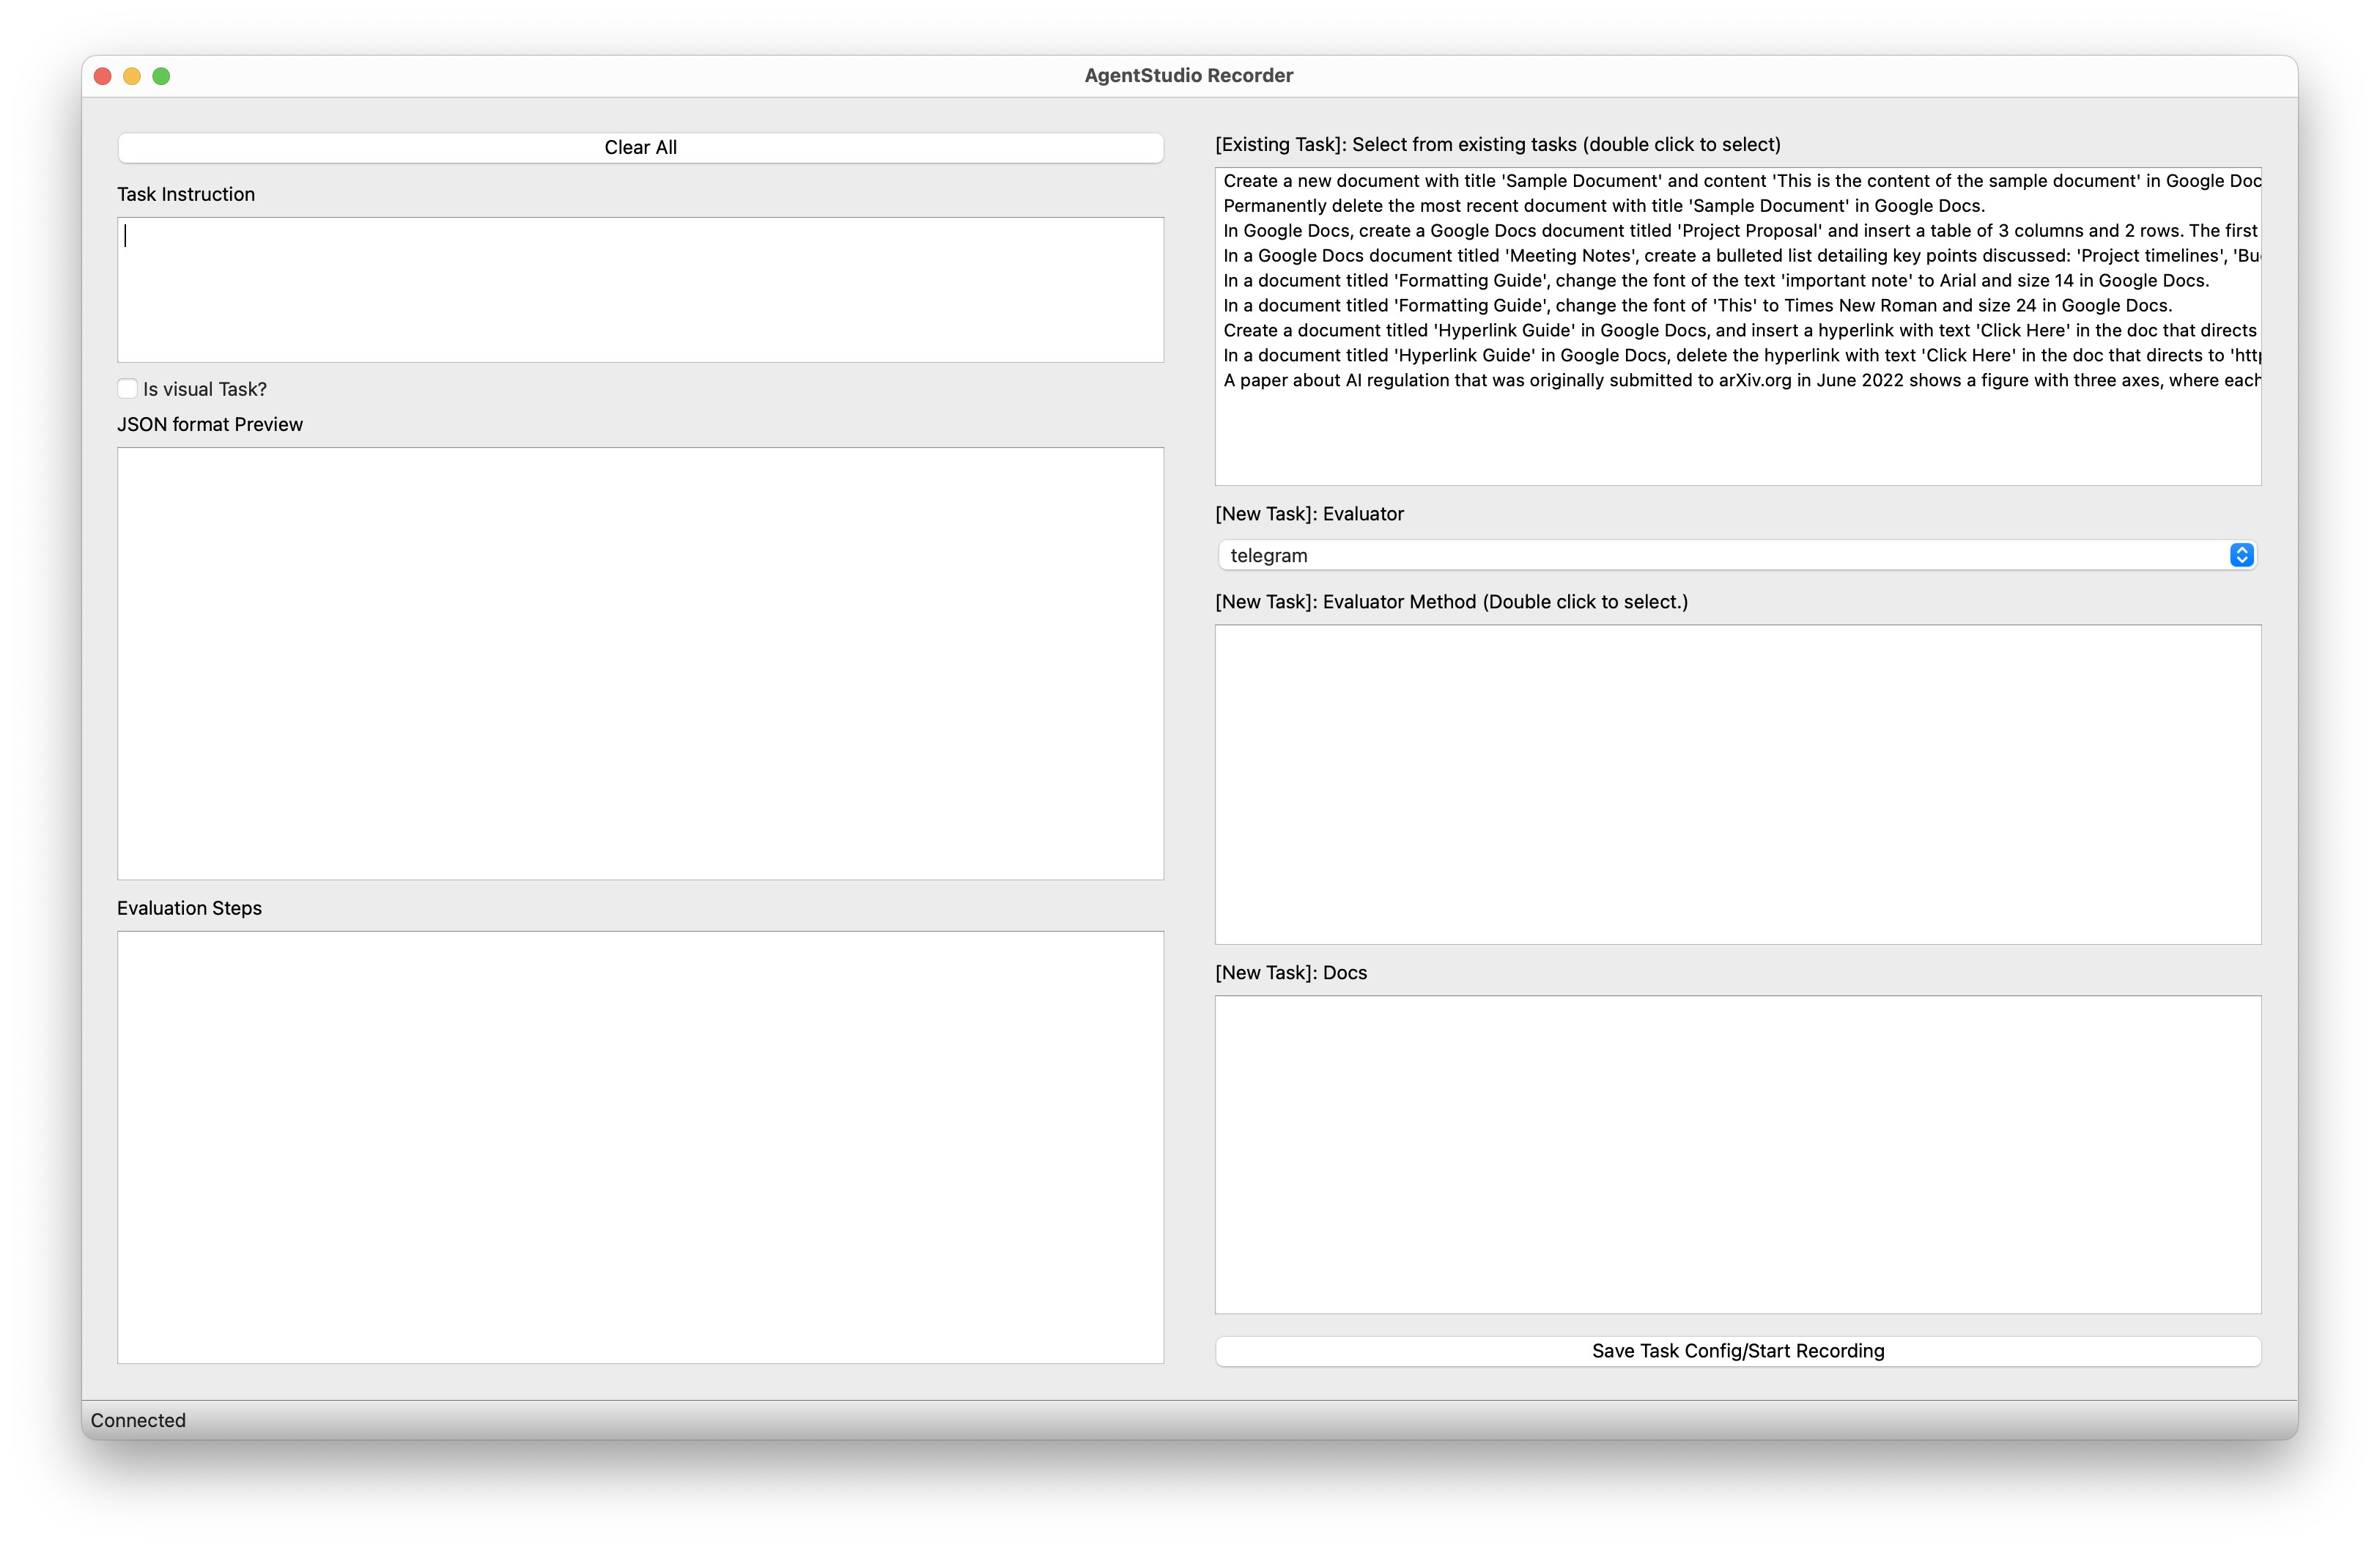 AgentStudio Recorder
Clear All
Task Instruction
Is visual Task?
JSON format Preview
Evaluation Steps
[Existing Task]: Select from existing tasks (double click to select)
Create a new document with title 'Sample Document' and content 'This is the content of the sample document' in Google Doc
Permanently delete the most recent document with title 'Sample Document' in Google Docs.
In Google Docs, create a Google Docs document titled 'Project Proposal' and insert a table of 3 columns and 2 rows. The first
In a Google Docs document titled 'Meeting Notes', create a bulleted list detailing key points discussed: 'Project timelines', 'Bu
In a document titled 'Formatting Guide', change the font of the text 'important note' to Arial and size 14 in Google Docs.
In a document titled 'Formatting Guide', change the font of 'This' to Times New Roman and size 24 in Google Docs.
Create a document titled 'Hyperlink Guide' in Google Docs, and insert a hyperlink with text 'Click Here' in the doc that directs
In a document titled 'Hyperlink Guide' in Google Docs, delete the hyperlink with text 'Click Here' in the doc that directs to 'http
A paper about AI regulation that was originally submitted to arXiv.org in June 2022 shows a figure with three axes, where each
[New Task]: Evaluator
telegram
[New Task]: Evaluator Method (Double click to select.)
[New Task]: Docs
Save Task Config/Start Recording
Connected